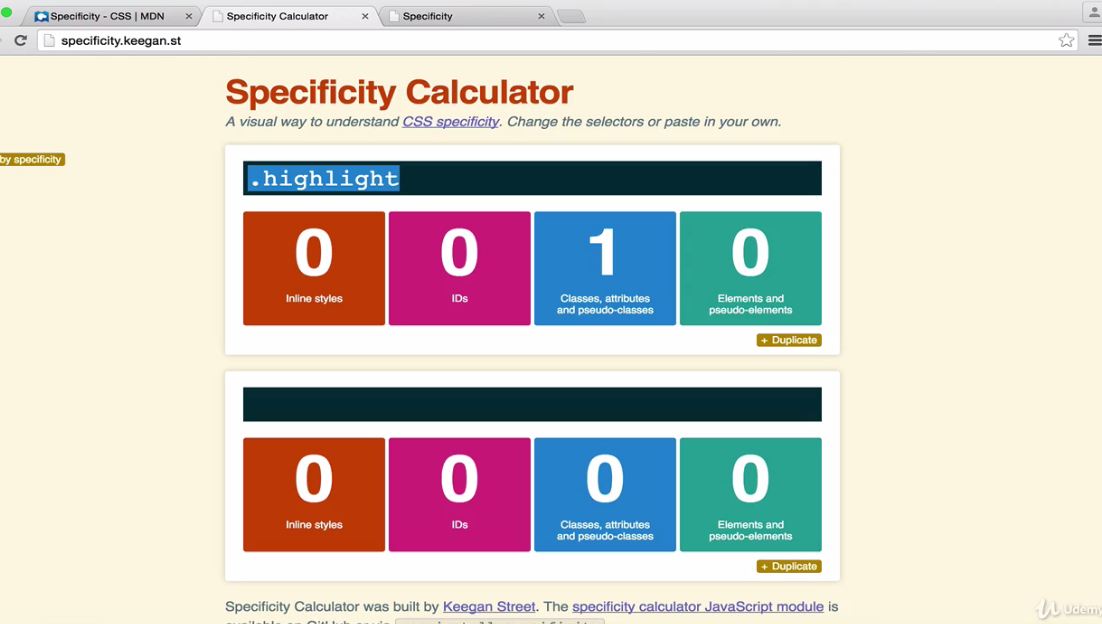 Specificity - CSS | MDN
Specificity Calculator
Specificity
specificity.keegan.st
Specificity Calculator
A visual way to understand CSS specificity. Change the selectors or paste in your own.
by specificity
.highlight
0 0 1 0
Inline styles IDs Classes, attributes and pseudo-classes Elements and pseudo-elements
+ Duplicate
0 0 0 0
Inline styles IDs Classes, attributes and pseudo-classes Elements and pseudo-elements
+ Duplicate
Specificity Calculator was built by Keegan Street. The specificity calculator JavaScript module is
Udemy